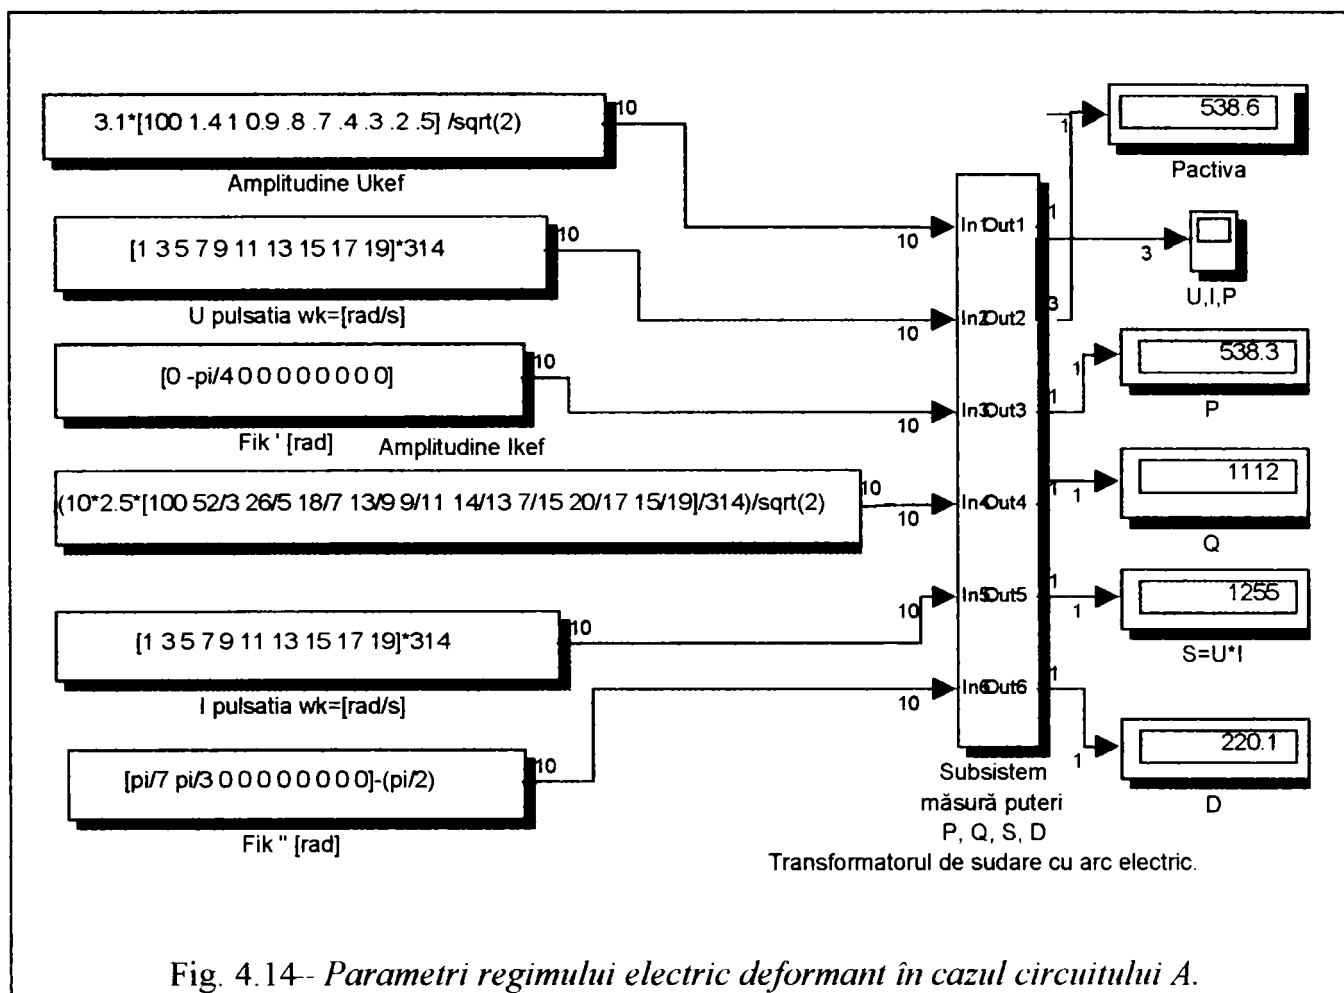 3.1*[100 1.4 1 0.9 .8 .7 .4 .3 .2 .5] /sqrt(2)
10
Amplitudine Ukef
10
[1 3 5 7 9 11 13 15 17 19]*314
10
U pulsatia wk=[rad/s]
10
[0 -pi/4 0 0 0 0 0 0 0 0]
10
Fik ' [rad]
10
Amplitudine Ikef
(10*2.5*[100 52/3 26/5 18/7 13/9 9/11 14/13 7/15 20/17 15/19]/314)/sqrt(2)
10
10
[1 3 5 7 9 11 13 15 17 19]*314
10
I pulsatia wk=[rad/s]
10
[pi/7 pi/3 0 0 0 0 0 0 0 0]-(pi/2)
10
Fik '' [rad]
10
In1 Out1
In2 Out2
In3 Out3
In4 Out4
In5 Out5
In6 Out6
1
3
1
1
1
1
Subsistem
măsură puteri
P, Q, S, D
Transformatorul de sudare cu arc electric.
1
538.6
Pactiva
3
U,I,P
1
538.3
P
1
1112
Q
1
1255
S=U*I
1
220.1
D
Fig. 4.14-- Parametri regimului electric deformant în cazul circuitului A.